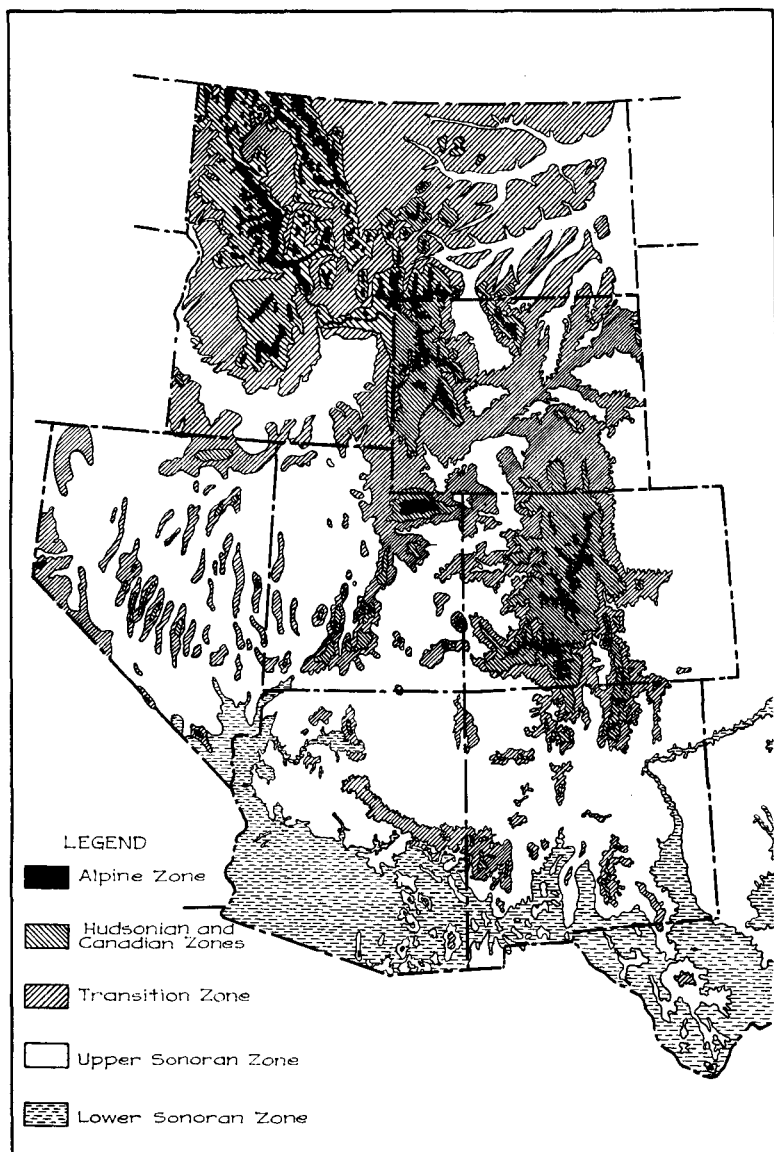 LEGEND
Alpine Zone
Hudsonian and
Canadian Zones
Transition Zone
Upper Sonoran Zone
Lower Sonoran Zone